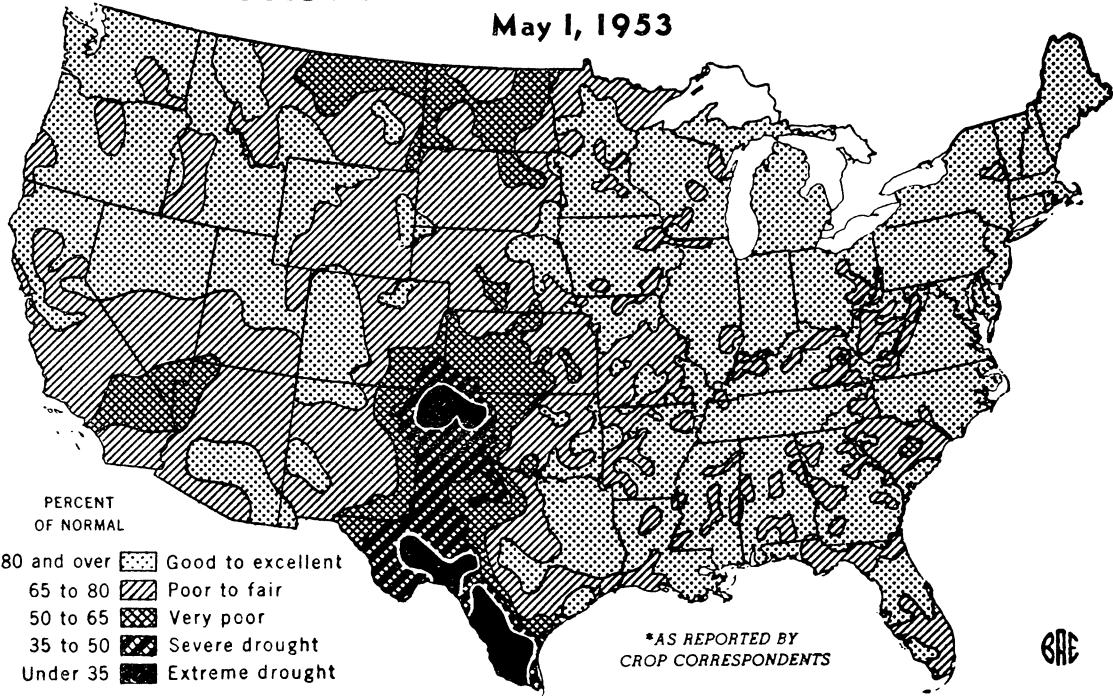 May 1, 1953
PERCENT
OF NORMAL
80 and over Good to excellent
65 to 80 Poor to fair
50 to 65 Very poor
35 to 50 Severe drought
Under 35 Extreme drought
*AS REPORTED BY
CROP CORRESPONDENTS
BAE